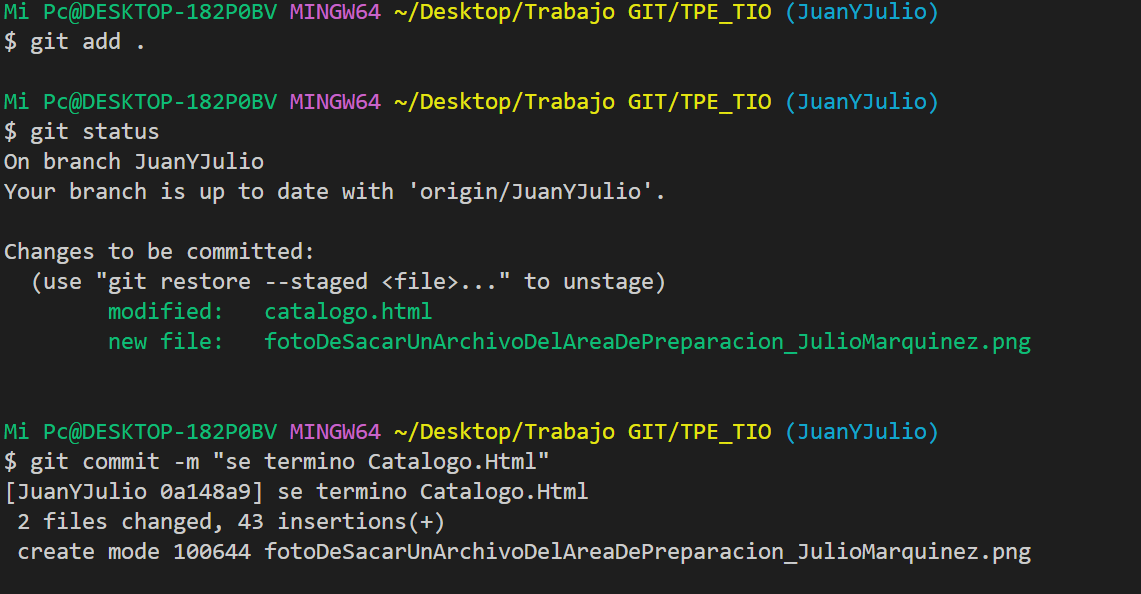 Mi Pc@DESKTOP-182P0BV MINGW64 ~/Desktop/Trabajo GIT/TPE_TIO (JuanYJulio)
$ git add .
Mi Pc@DESKTOP-182P0BV MINGW64 ~/Desktop/Trabajo GIT/TPE_TIO (JuanYJulio)
$ git status
On branch JuanYJulio
Your branch is up to date with 'origin/JuanYJulio'.
Changes to be committed:
  (use "git restore --staged <file>..." to unstage)
        modified:   catalogo.html
        new file:   fotoDeSacarUnArchivoDelAreaDePreparacion_JulioMarquinez.png
Mi Pc@DESKTOP-182P0BV MINGW64 ~/Desktop/Trabajo GIT/TPE_TIO (JuanYJulio)
$ git commit -m "se termino Catalogo.Html"
[JuanYJulio 0a148a9] se termino Catalogo.Html
 2 files changed, 43 insertions(+)
 create mode 100644 fotoDeSacarUnArchivoDelAreaDePreparacion_JulioMarquinez.png